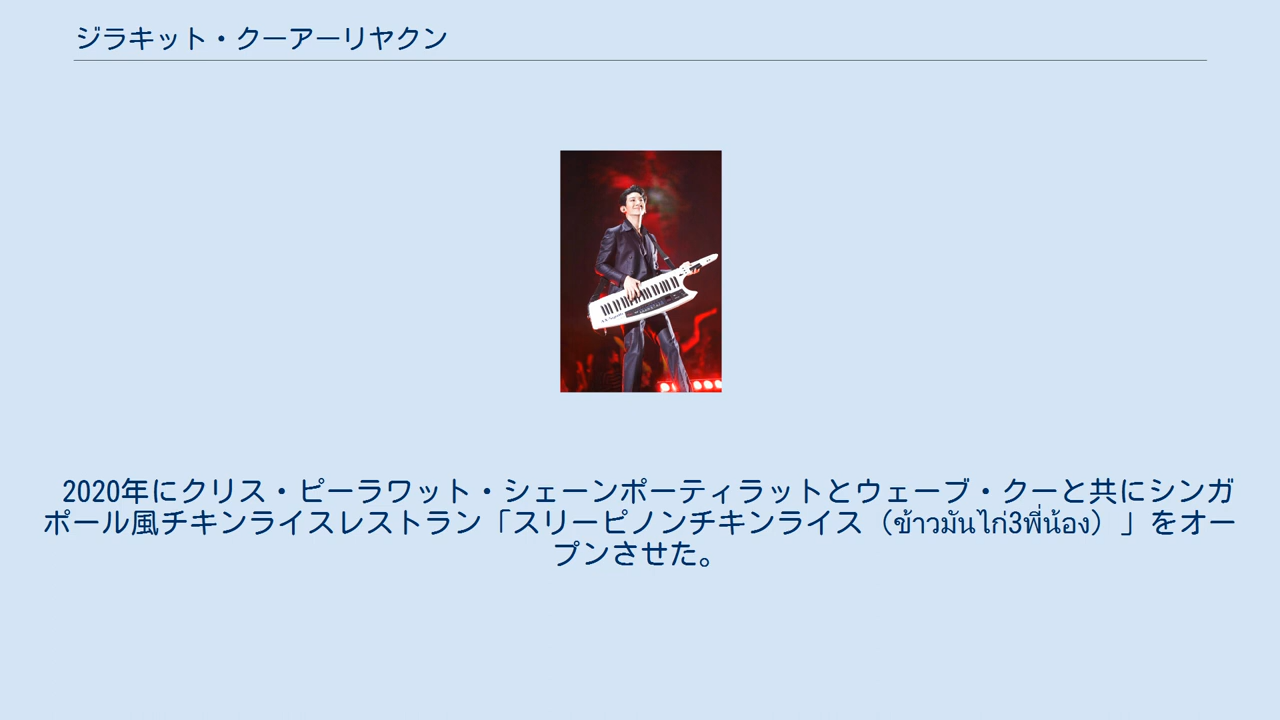 ジラキット・クーアーリヤクン
2020年にクリス・ピーラワット・シェーンポーティラットとウェーブ・クーと共にシンガ
ポール風チキンライスレストラン「スリーピノンチキンライス（ข้าวมันไก่3พี่น้อง）」をオー
プンさせた。